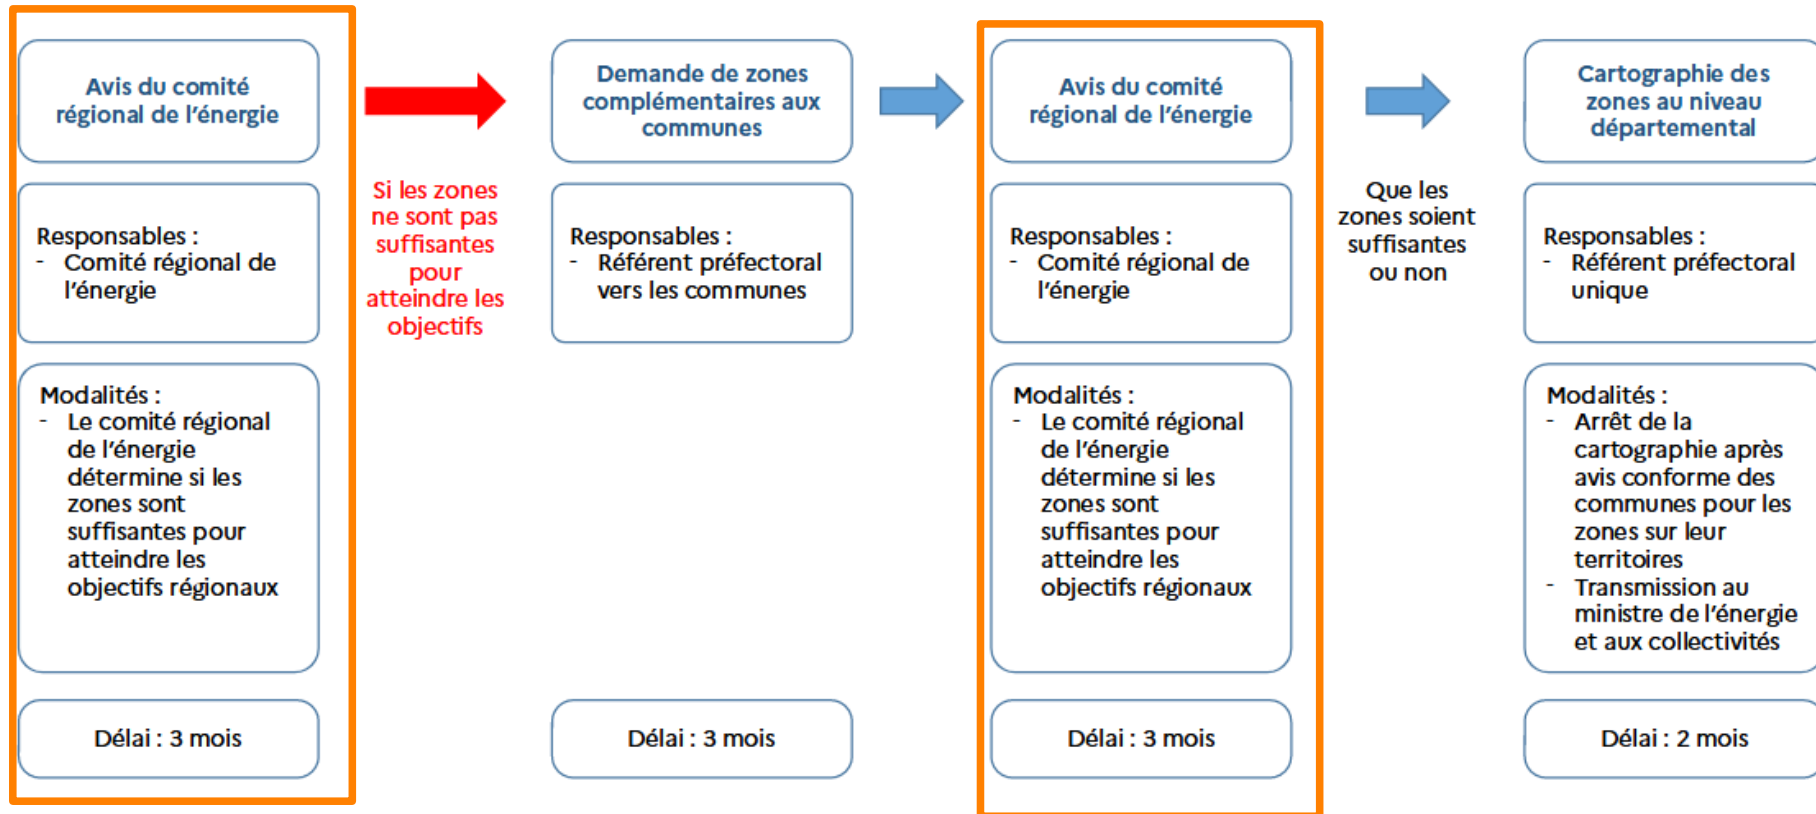 Avis du comité
régional de l'énergie
Responsables :
- Comité régional de
l'énergie
Modalités :
- Le comité régional
de l'énergie
détermine si les
zones sont
suffisantes pour
atteindre les
objectifs régionaux
Délai : 3 mois
Si les zones
ne sont pas
suffisantes
pour
atteindre les
objectifs
Demande de zones
complémentaires aux
communes
Responsables :
- Référent préfectoral
vers les communes
Délai : 3 mois
Avis du comité
régional de l'énergie
Responsables :
- Comité régional de
l'énergie
Modalités :
- Le comité régional
de l'énergie
détermine si les
zones sont
suffisantes pour
atteindre les
objectifs régionaux
Délai : 3 mois
Que les
zones soient
suffisantes
ou non
Cartographie des
zones au niveau
départemental
Responsables :
- Référent préfectoral
unique
Modalités :
- Arrêt de la
cartographie après
avis conforme des
communes pour les
zones sur leur
territoires
- Transmission au
ministre de l'énergie
et aux collectivités
Délai : 2 mois